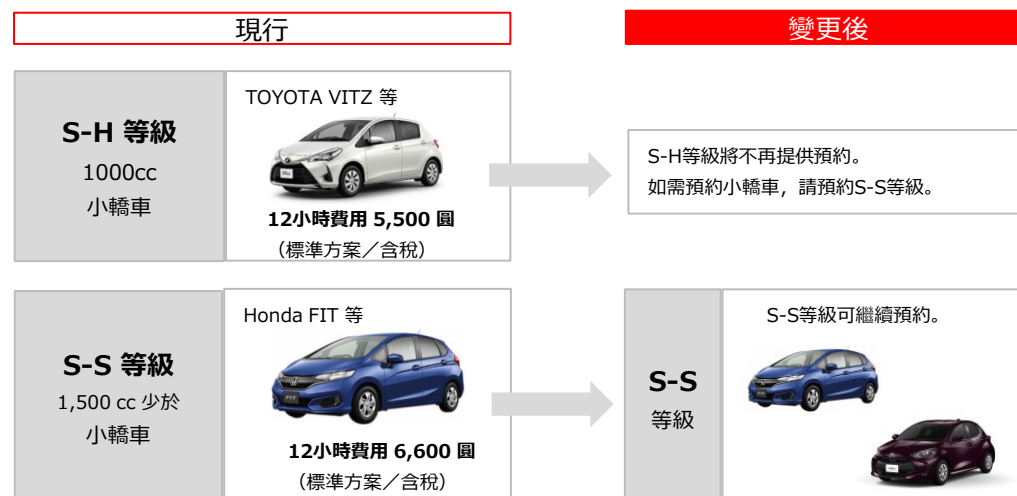 現行
變更後
S-H 等級
1000cc
小轎車
TOYOTA VITZ 等
12小時費用 5,500 圓
（標準方案／含稅）
S-H等級將不再提供預約。
如需預約小轎車，請預約S-S等級。
S-S 等級
1,500 cc 少於
小轎車
Honda FIT 等
12小時費用 6,600 圓
（標準方案／含稅）
S-S
等級
S-S等級可繼續預約。